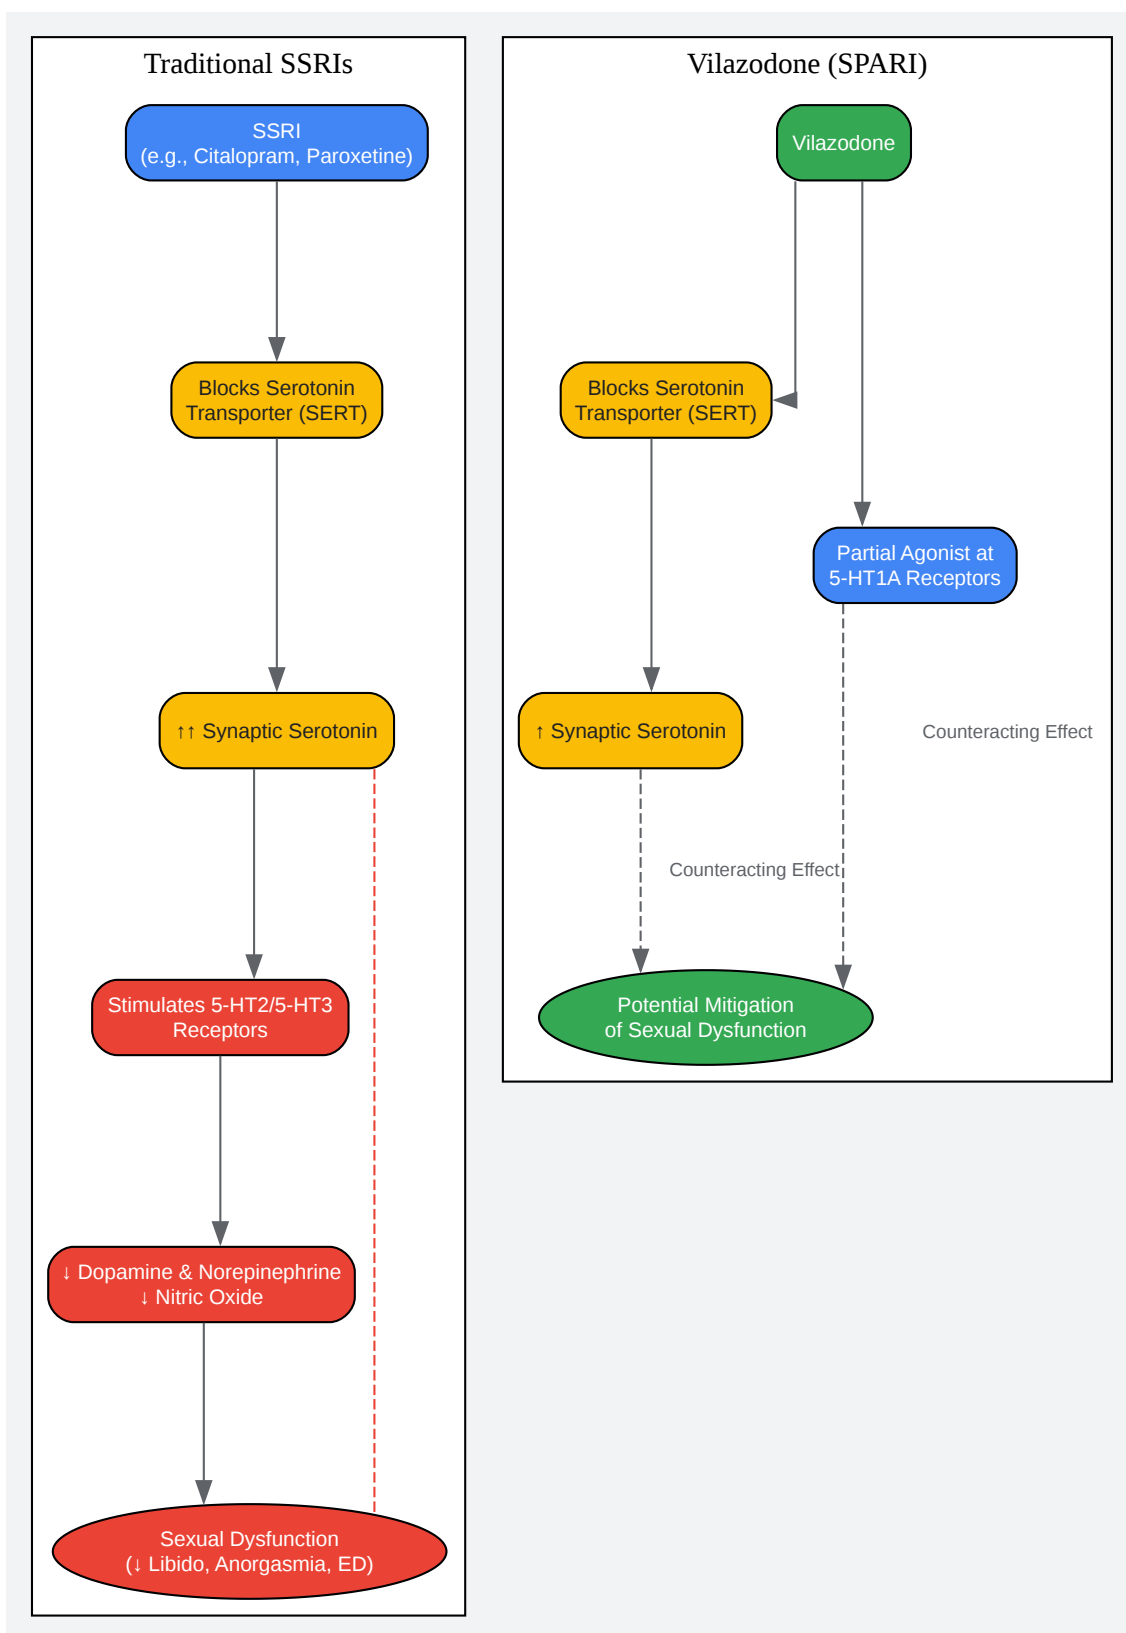 Traditional SSRIs
SSRI
(e.g., Citalopram, Paroxetine)
Blocks Serotonin
Transporter (SERT)
↑↑ Synaptic Serotonin
Stimulates 5-HT2/5-HT3
Receptors
↓ Dopamine & Norepinephrine
↓ Nitric Oxide
Sexual Dysfunction
(↓ Libido, Anorgasmia, ED)
Vilazodone (SPARI)
Vilazodone
Blocks Serotonin
Transporter (SERT)
Partial Agonist at
5-HT1A Receptors
↑ Synaptic Serotonin
Counteracting Effect
Counteracting Effect
Potential Mitigation
of Sexual Dysfunction